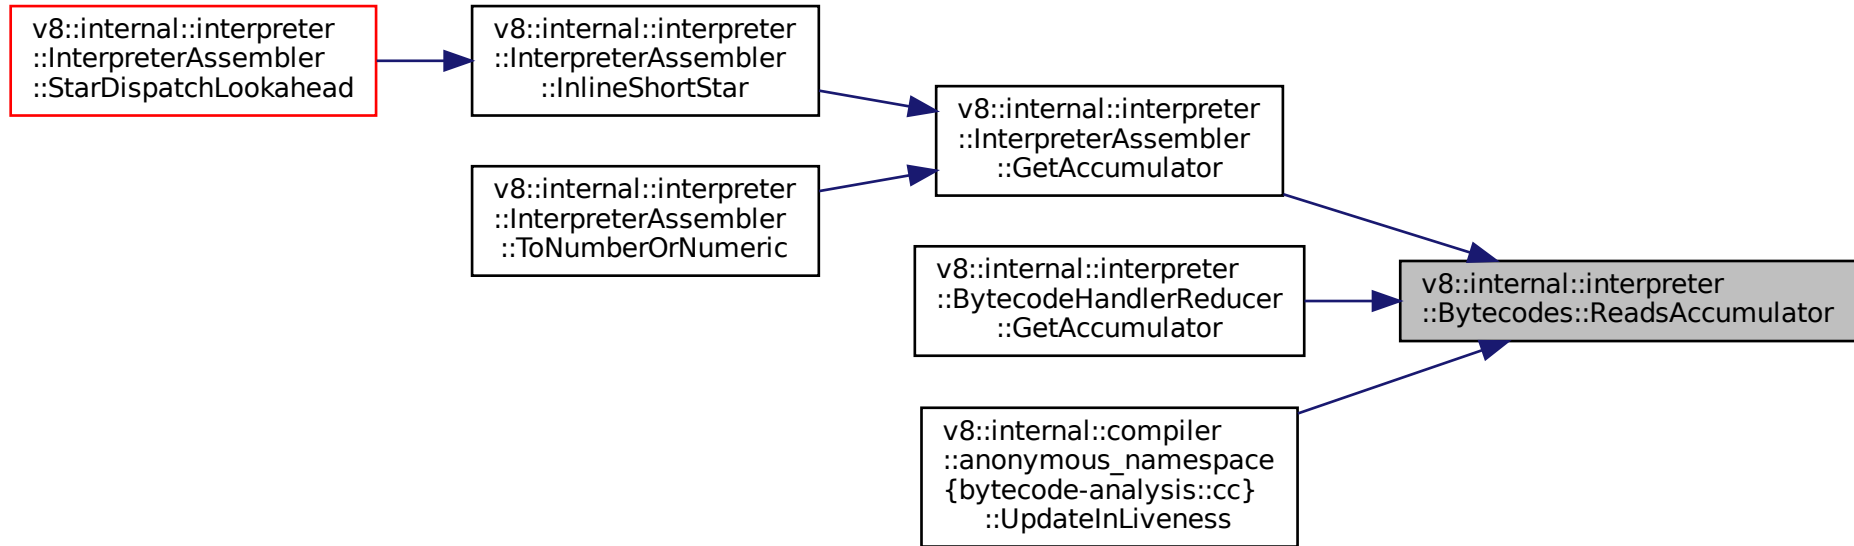 v8::internal::interpreter
::InterpreterAssembler
::StarDispatchLookahead
v8::internal::interpreter
::InterpreterAssembler
::InlineShortStar
v8::internal::interpreter
::InterpreterAssembler
::ToNumberOrNumeric
v8::internal::interpreter
::InterpreterAssembler
::GetAccumulator
v8::internal::interpreter
::BytecodeHandlerReducer
::GetAccumulator
v8::internal::compiler
::anonymous_namespace
{bytecode-analysis::cc}
::UpdateInLiveness
v8::internal::interpreter
::Bytecodes::ReadsAccumulator